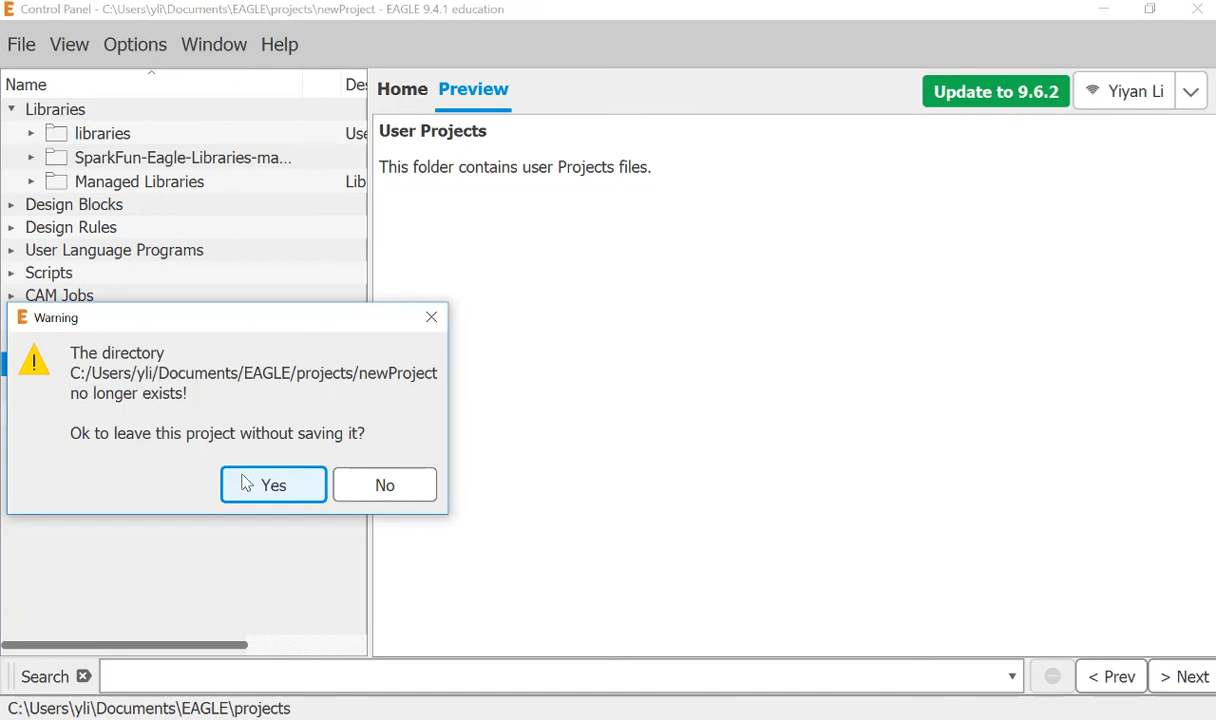 Control Panel - C:\Users\yli\Documents\EAGLE\projects\newProject - EAGLE 9.4.1 education
File View Options Window Help
Name
Des
Home Preview
Update to 9.6.2
Yiyan Li
Libraries
libraries
Use
SparkFun-Eagle-Libraries-ma...
Managed Libraries
Lib
Design Blocks
Design Rules
User Language Programs
Scripts
CAM Jobs
User Projects
This folder contains user Projects files.
Warning
The directory
C:/Users/yli/Documents/EAGLE/projects/newProject
no longer exists!
Ok to leave this project without saving it?
Yes
No
Search
< Prev
> Next
C:\Users\yli\Documents\EAGLE\projects